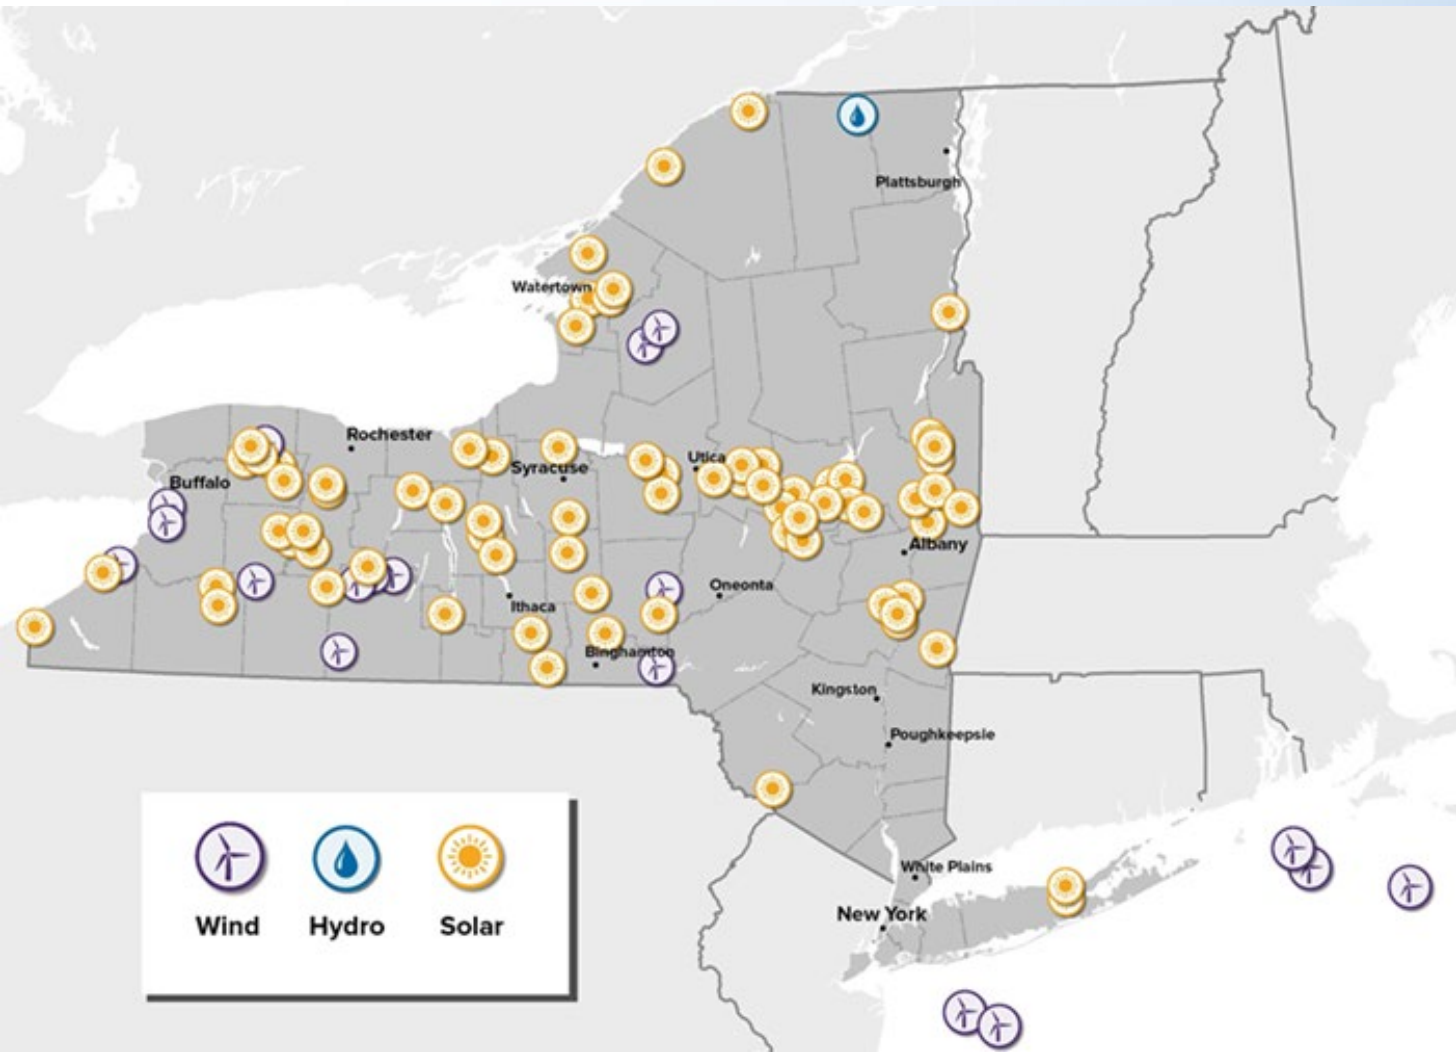 Plattsburgh
Watertown
Rochester
Utica
Syracuse
Buffalo
Albany
Oneonta
Ithaca
Binghamton
Kingston
Poughkeepsie
White Plains
New York
Wind
Hydro
Solar